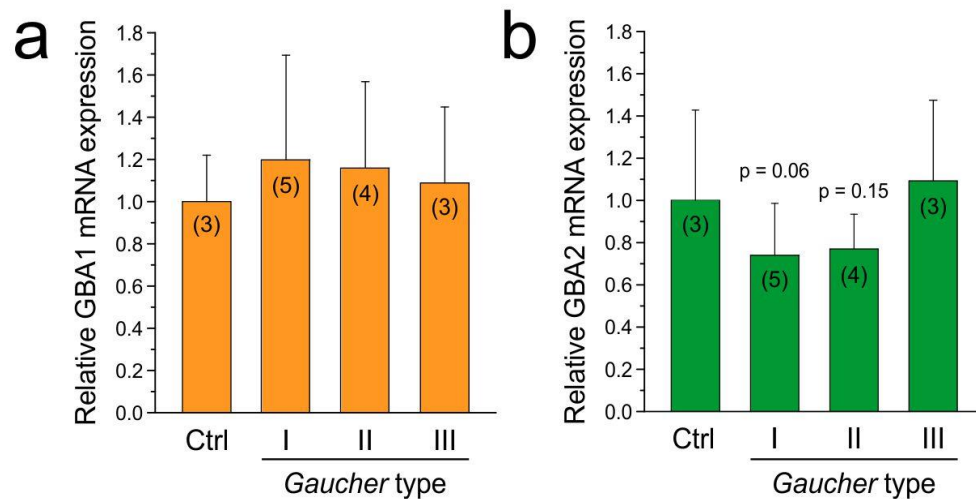 a
Relative GBA1 mRNA expression
1.8
1.6
1.4
1.2
1.0
0.8
0.6
0.4
0.2
0.0
(3)
(5)
(4)
(3)
Ctrl I II III
Gaucher type
b
Relative GBA2 mRNA expression
1.8
1.6
1.4
1.2
1.0
0.8
0.6
0.4
0.2
0.0
p = 0.06
p = 0.15
(3)
(5)
(4)
(3)
Ctrl I II III
Gaucher type